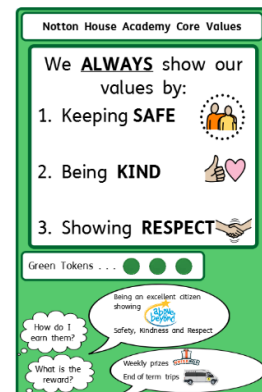 Notton House Academy Core Values
We ALWAYS show our
values by:
1. Keeping SAFE
2. Being KIND
3. Showing RESPECT
Green Tokens . . .
Being an excellent citizen
showing
above
beyond
Safety, Kindness and Respect
How do I
earn them?
What is the
reward?
Weekly prizes
End of term trips